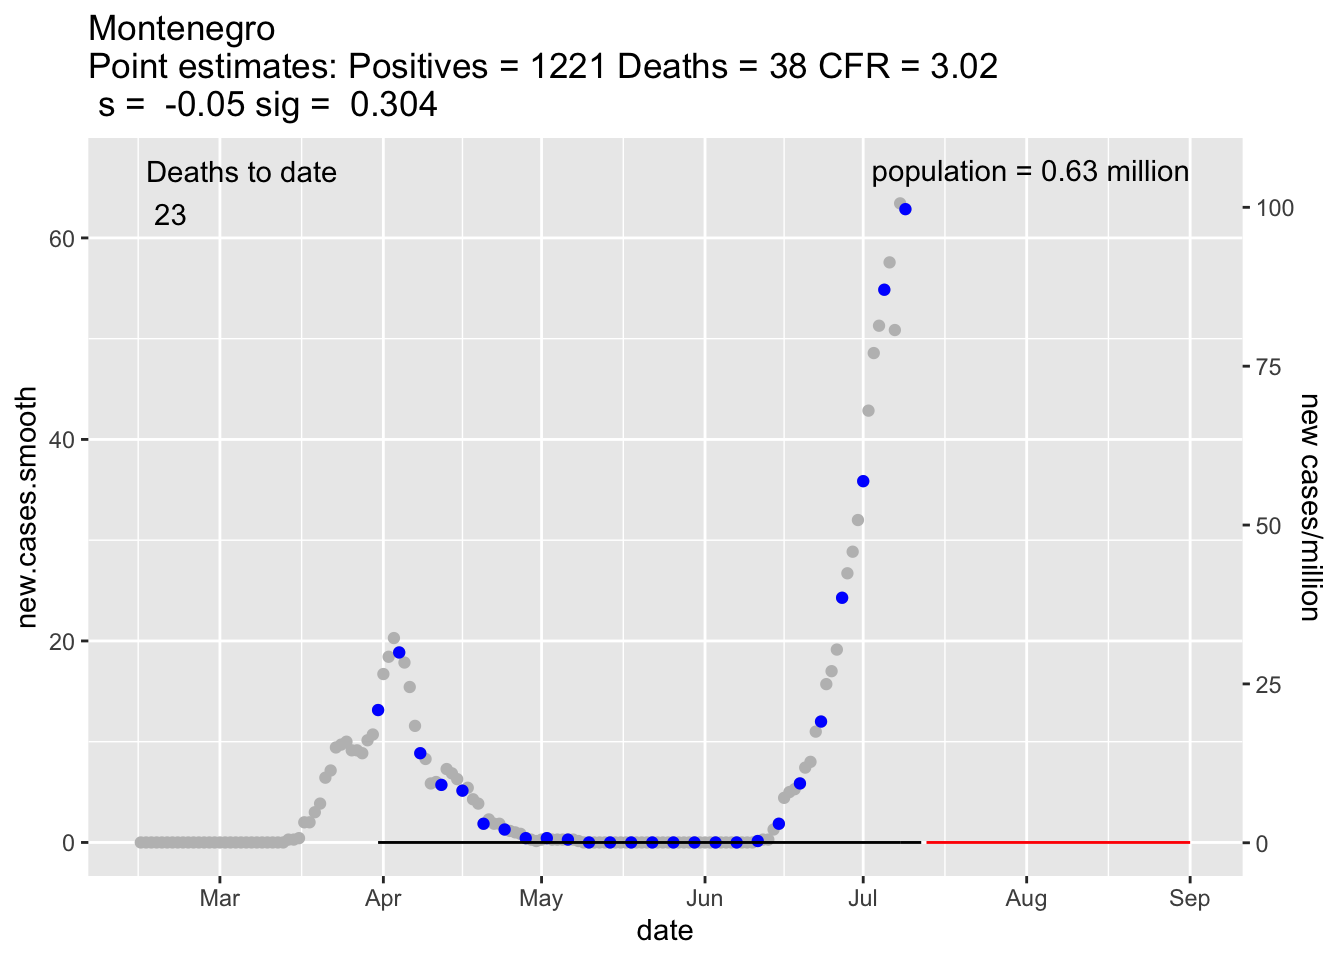 Montenegro
Point estimates: Positives = 1221 Deaths = 38 CFR = 3.02
s = -0.05 sig = 0.304
Deaths to date
23
population = 0.63 million
new.cases.smooth
60
40
20
0
100
75
50
25
0
new cases/million
Mar Apr May Jun Jul Aug Sep
date